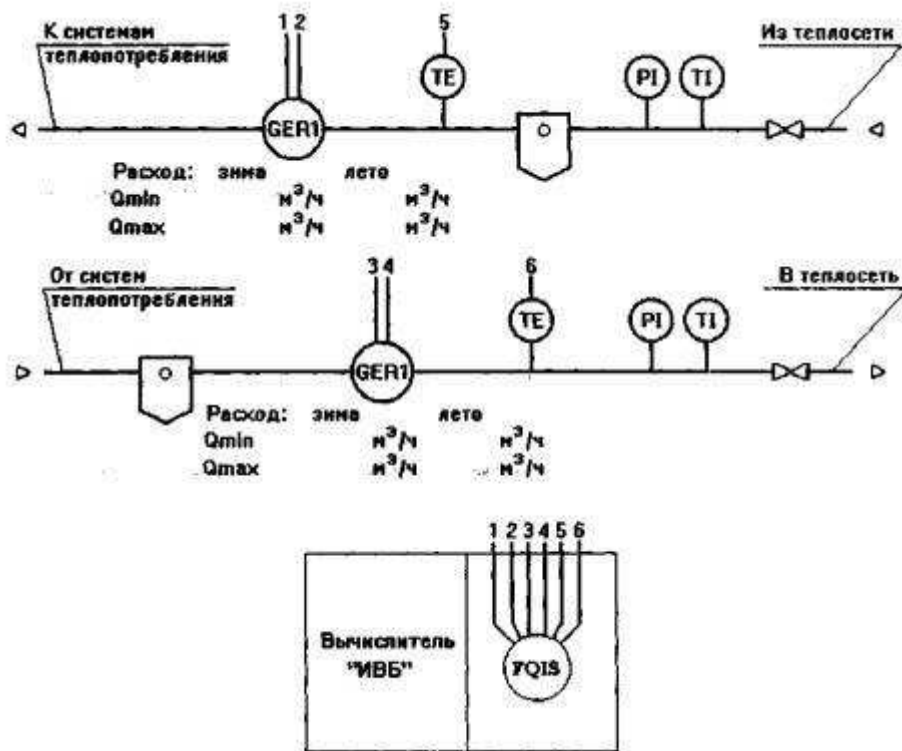 К системам
теплопотребления
1 2
5
Из теплосети
TE
PI
TI
GER1
Расход: зима лето
Qmin м³/ч м³/ч
Qmax м³/ч м³/ч
От систем
теплопотребления
3 4
6
В теплосеть
TE
PI
TI
GER1
Расход: зима лето
Qmin м³/ч м³/ч
Qmax м³/ч м³/ч
1 2 3 4 5 6
Вычислитель
"ИВБ"
FQIS